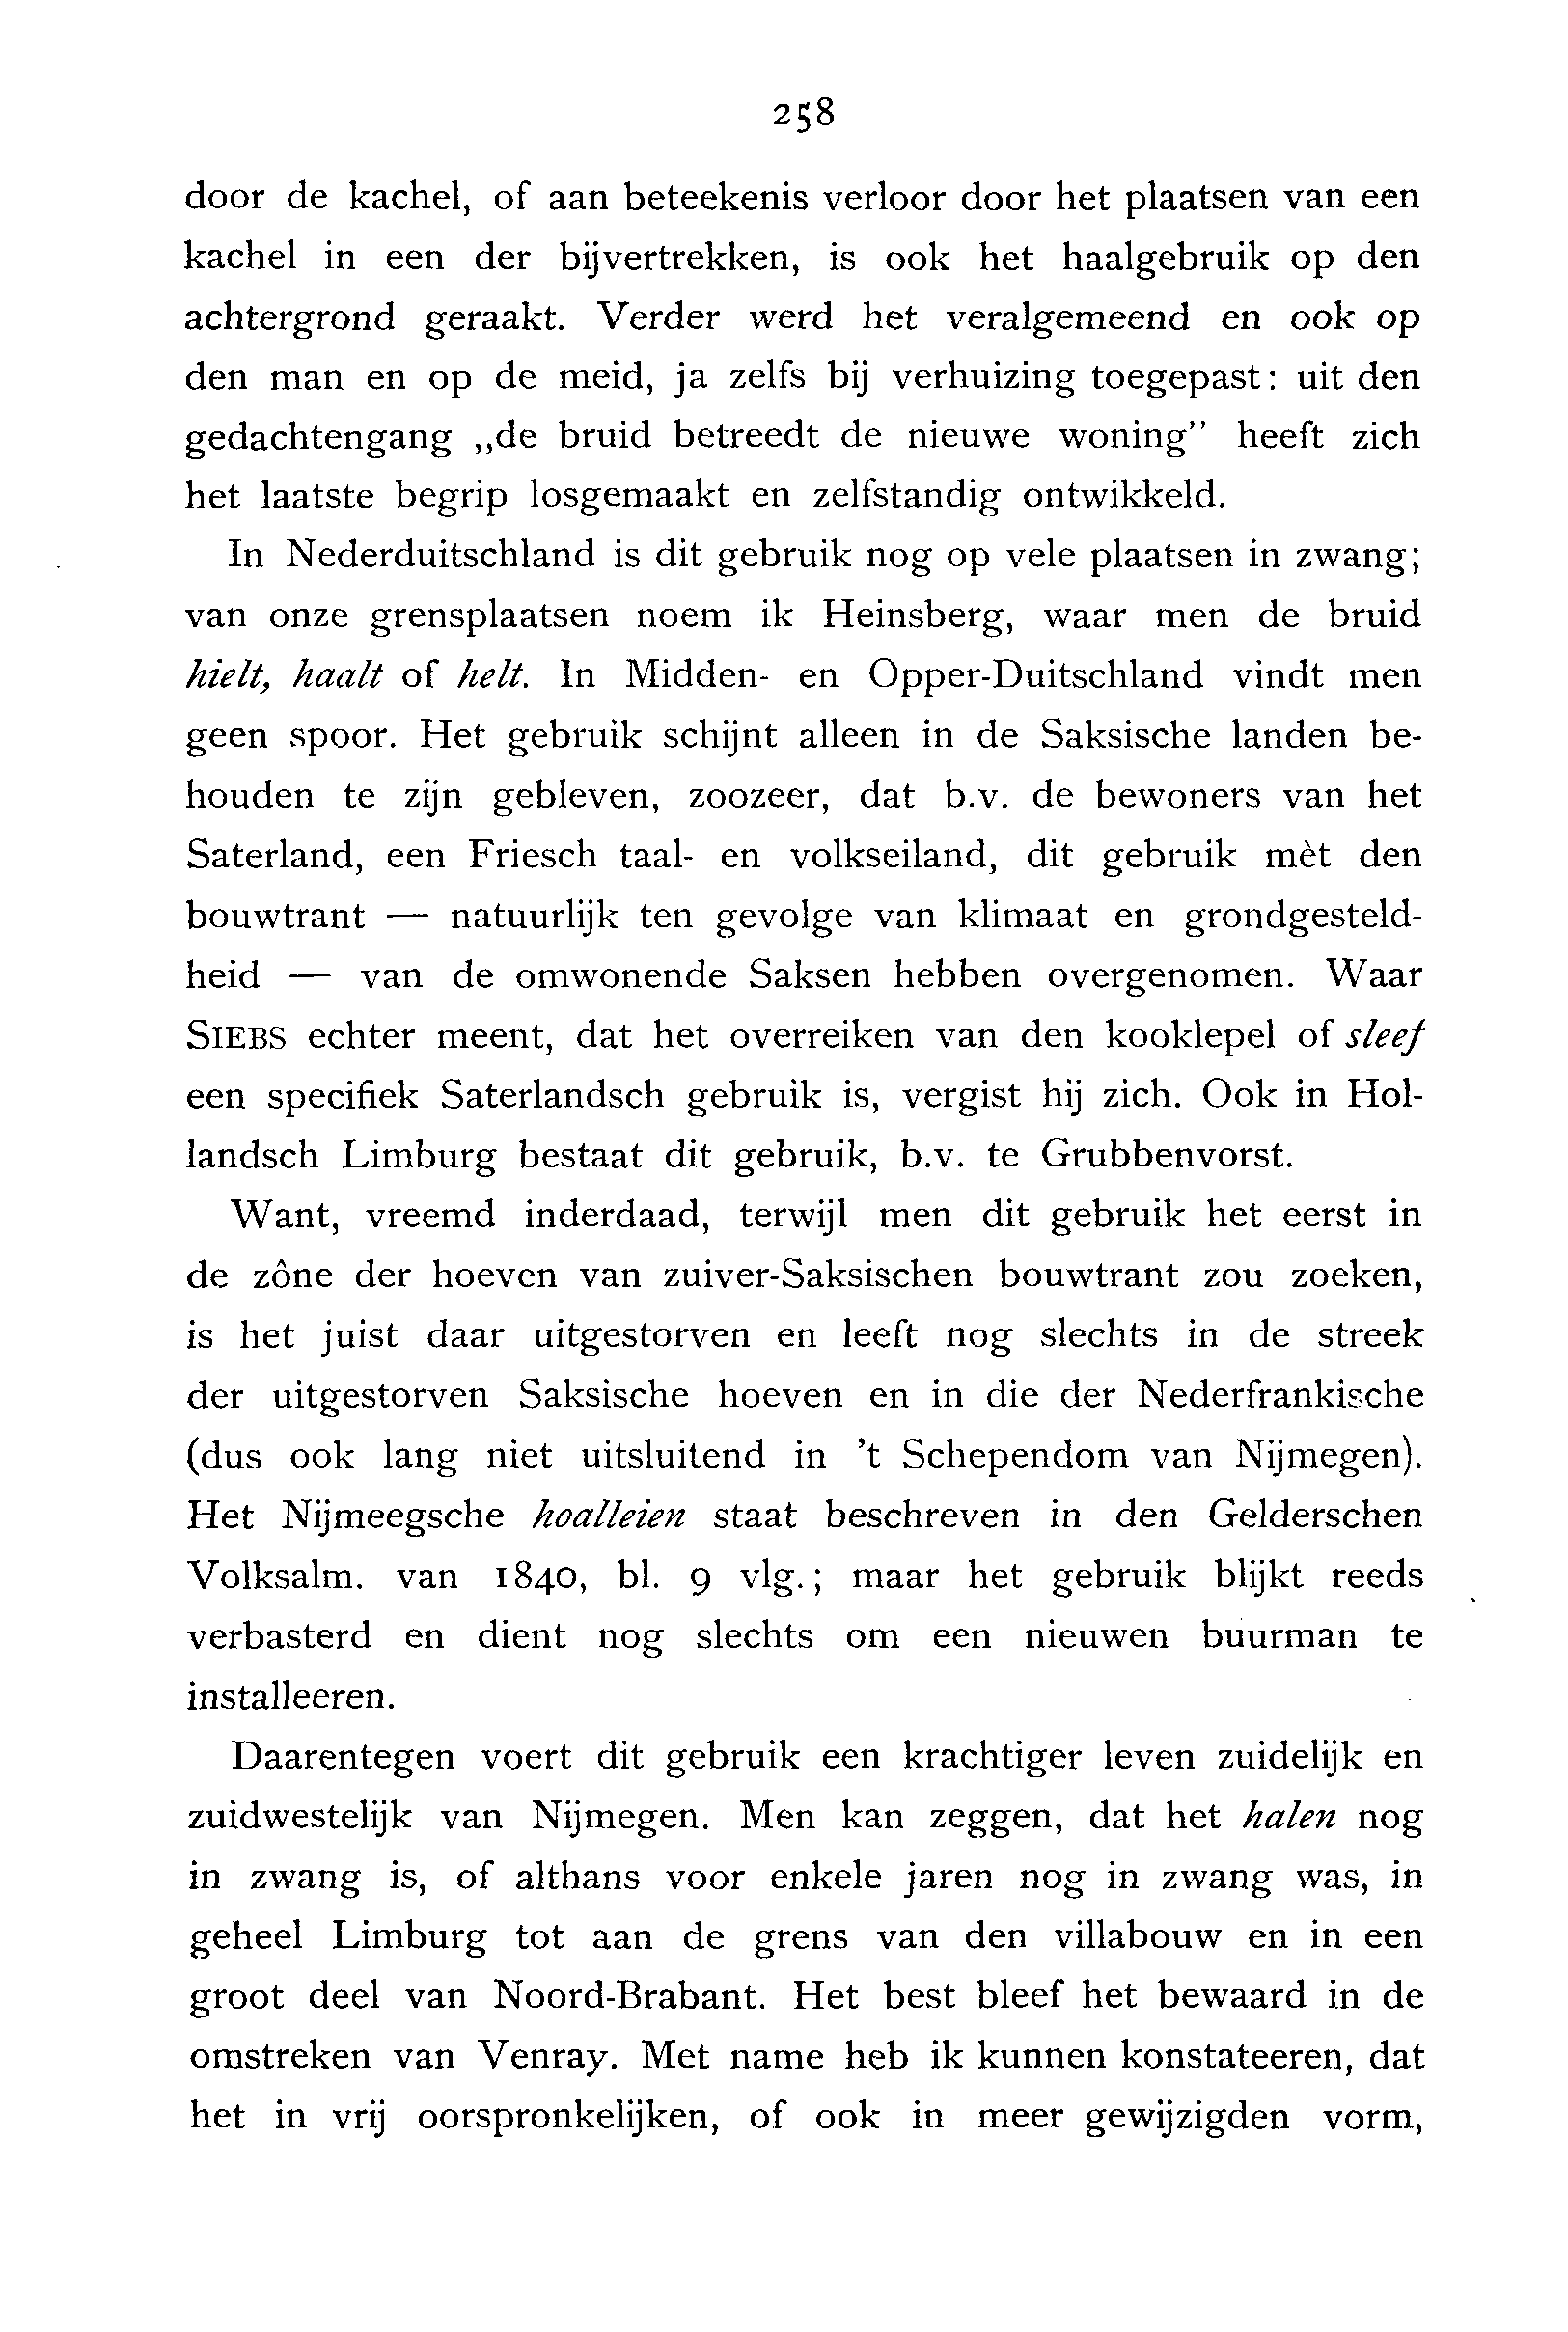 258
door de kachel, of aan beteekenis verloor door het plaatsen van een
kachel in een der bijvertrekken, is ook het haalgebruik op den
achtergrond geraakt. Verder werd het veralgemeend en ook op
den man en op de meid, ja zelfs bij verhuizing toegepast: uit den
gedachtengang „de bruid betreedt de nieuwe woning” heeft zich
het laatste begrip losgemaakt en zelfstandig ontwikkeld.
In Nederduitschland is dit gebruik nog op vele plaatsen in zwang;
van onze grensplaatsen noem ik Heinsberg, waar men de bruid
hielt, haalt of helt. In Midden- en Opper-Duitschland vindt men
geen spoor. Het gebruik schijnt alleen in de Saksische landen be-
houden te zijn gebleven, zoozeer, dat b.v. de bewoners van het
Saterland, een Friesch taal- en volkseiland, dit gebruik mèt den
bouwtrant — natuurlijk ten gevolge van klimaat en grondgesteld-
heid — van de omwonende Saksen hebben overgenomen. Waar
SIEBS echter meent, dat het overreiken van den kooklepel of sleef
een specifiek Saterlandsch gebruik is, vergist hij zich. Ook in Hol-
landsch Limburg bestaat dit gebruik, b.v. te Grubbenvorst.
Want, vreemd inderdaad, terwijl men dit gebruik het eerst in
de zône der hoeven van zuiver-Saksischen bouwtrant zou zoeken,
is het juist daar uitgestorven en leeft nog slechts in de streek
der uitgestorven Saksische hoeven en in die der Nederfrankische
(dus ook lang niet uitsluitend in ’t Schependom van Nijmegen).
Het Nijmeegsche hoalleien staat beschreven in den Gelderschen
Volksalm. van 1840, bl. 9 vlg.; maar het gebruik blijkt reeds
verbasterd en dient nog slechts om een nieuwen buurman te
installeeren.
Daarentegen voert dit gebruik een krachtiger leven zuidelijk en
zuidwestelijk van Nijmegen. Men kan zeggen, dat het halen nog
in zwang is, of althans voor enkele jaren nog in zwang was, in
geheel Limburg tot aan de grens van den villabouw en in een
groot deel van Noord-Brabant. Het best bleef het bewaard in de
omstreken van Venray. Met name heb ik kunnen konstateeren, dat
het in vrij oorspronkelijken, of ook in meer gewijzigden vorm,